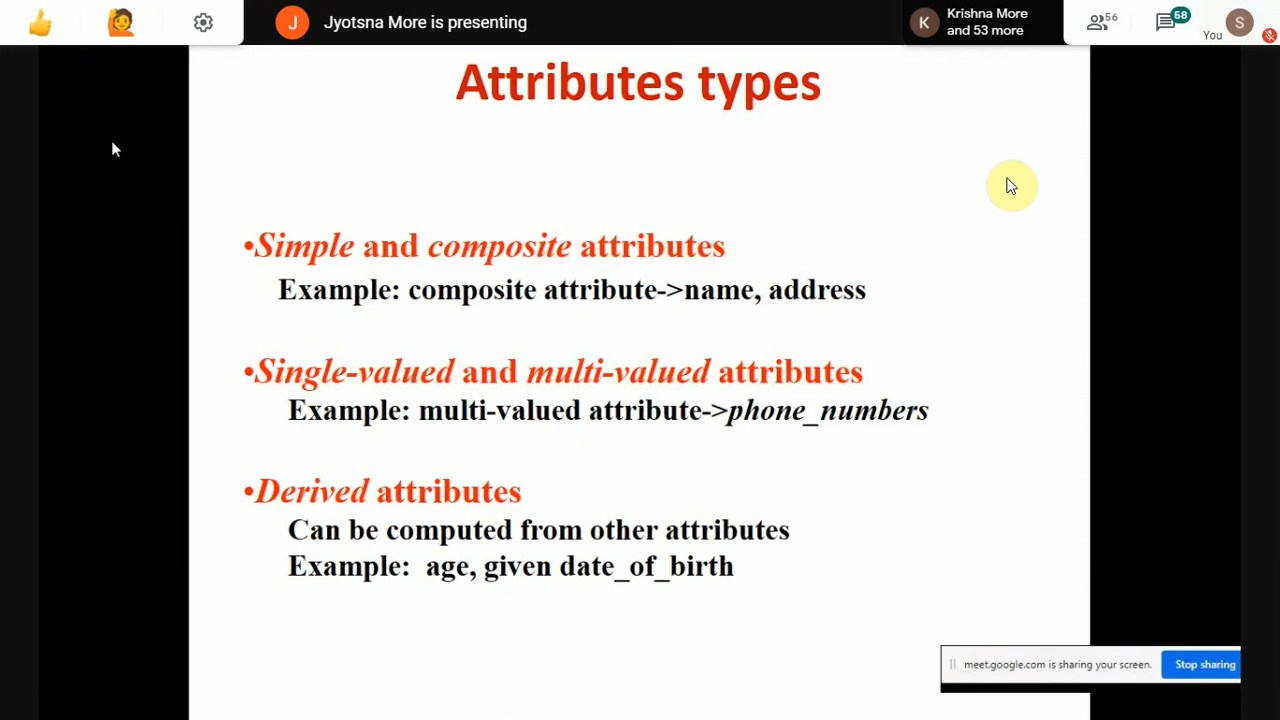 J Jyotsna More is presenting
K Krishna More
and 53 more
56
58
You
S
Attributes types
•Simple and composite attributes
Example: composite attribute->name, address
•Single-valued and multi-valued attributes
Example: multi-valued attribute->phone_numbers
•Derived attributes
Can be computed from other attributes
Example: age, given date_of_birth
meet.google.com is sharing your screen. Stop sharing